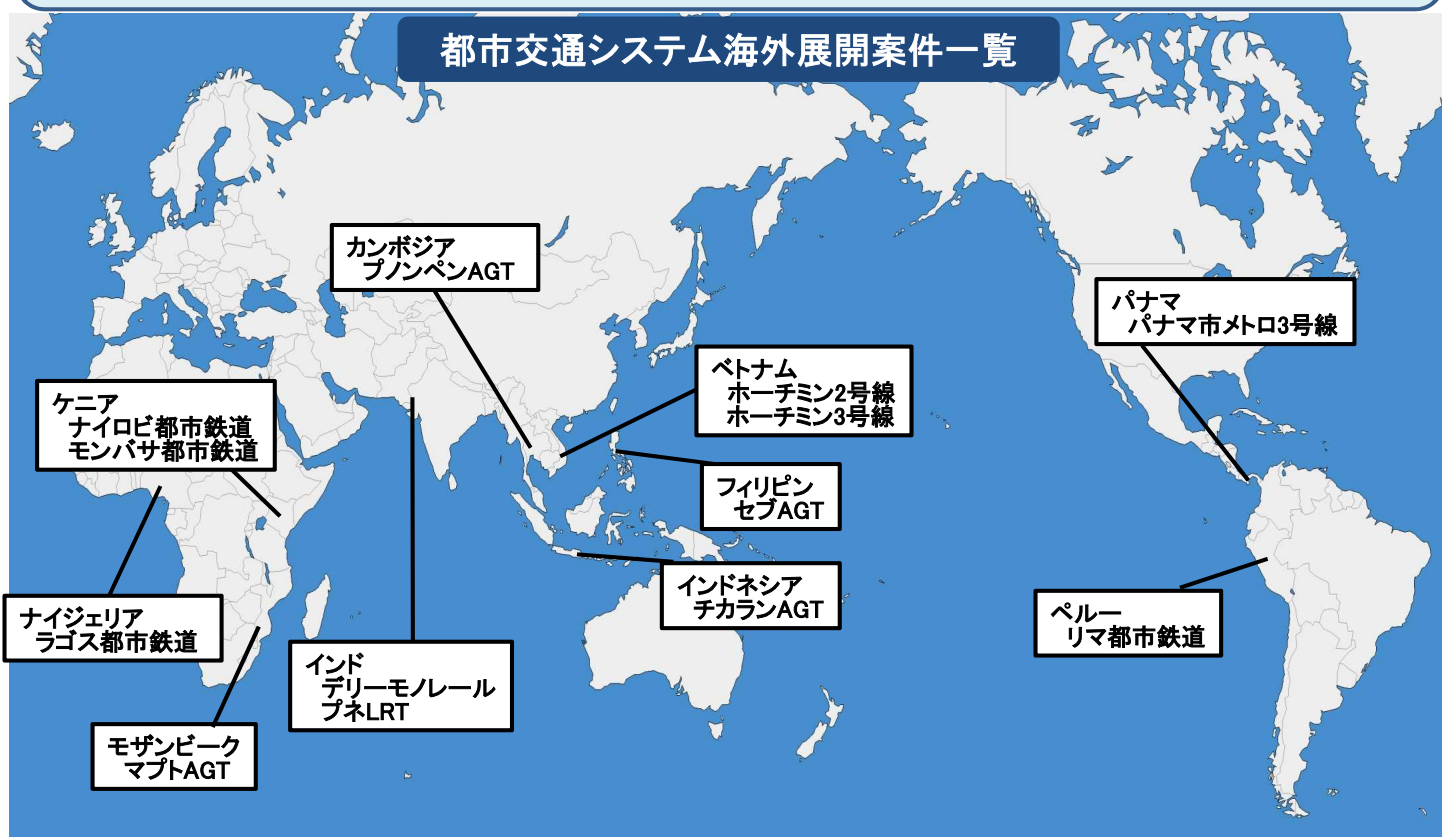 都市交通システム海外展開案件一覧
カンボジア
プノンペンAGT
パナマ
パナマ市メトロ3号線
ベトナム
ホーチミン2号線
ホーチミン3号線
ケニア
ナイロビ都市鉄道
モンバサ都市鉄道
フィリピン
セブAGT
インドネシア
チカランAGT
ペルー
リマ都市鉄道
ナイジェリア
ラゴス都市鉄道
インド
デリーモノレール
プネLRT
モザンビーク
マプトAGT